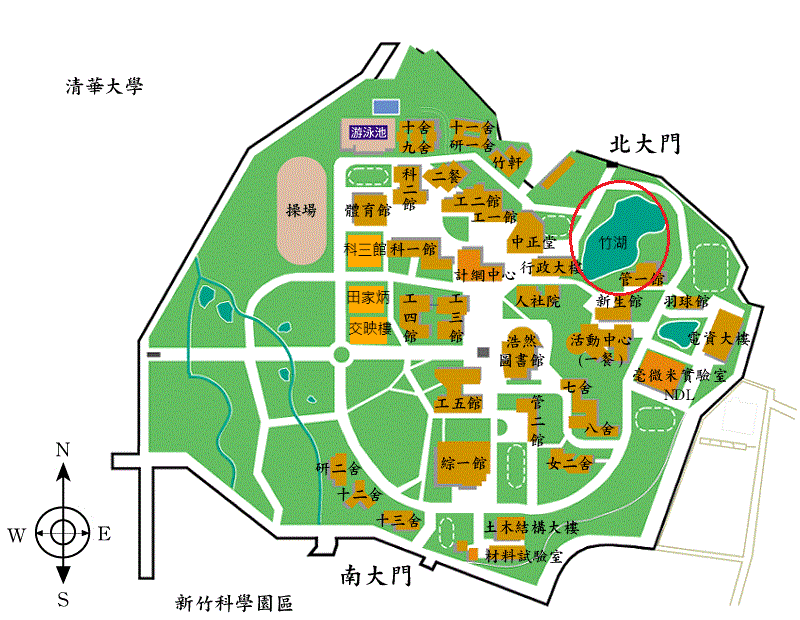 清華大學
北大門
游泳池
十舍
九舍
十一舍
研一舍
竹軒
科二館
二餐
操場
體育館
工二館
工一館
中正堂
竹湖
科三館
科一館
計網中心
行政大樓
管一館
田家炳
交映樓
工四館
工三館
人社院
新生館
羽球館
浩然
圖書館
活動中心
(一餐)
電資大樓
毫微米實驗室
NDL
工五館
管二館
七舍
八舍
綜一館
女二舍
研二舍
十二舍
十三舍
土木結構大樓
材料試驗室
南大門
新竹科學園區
N
W
E
S